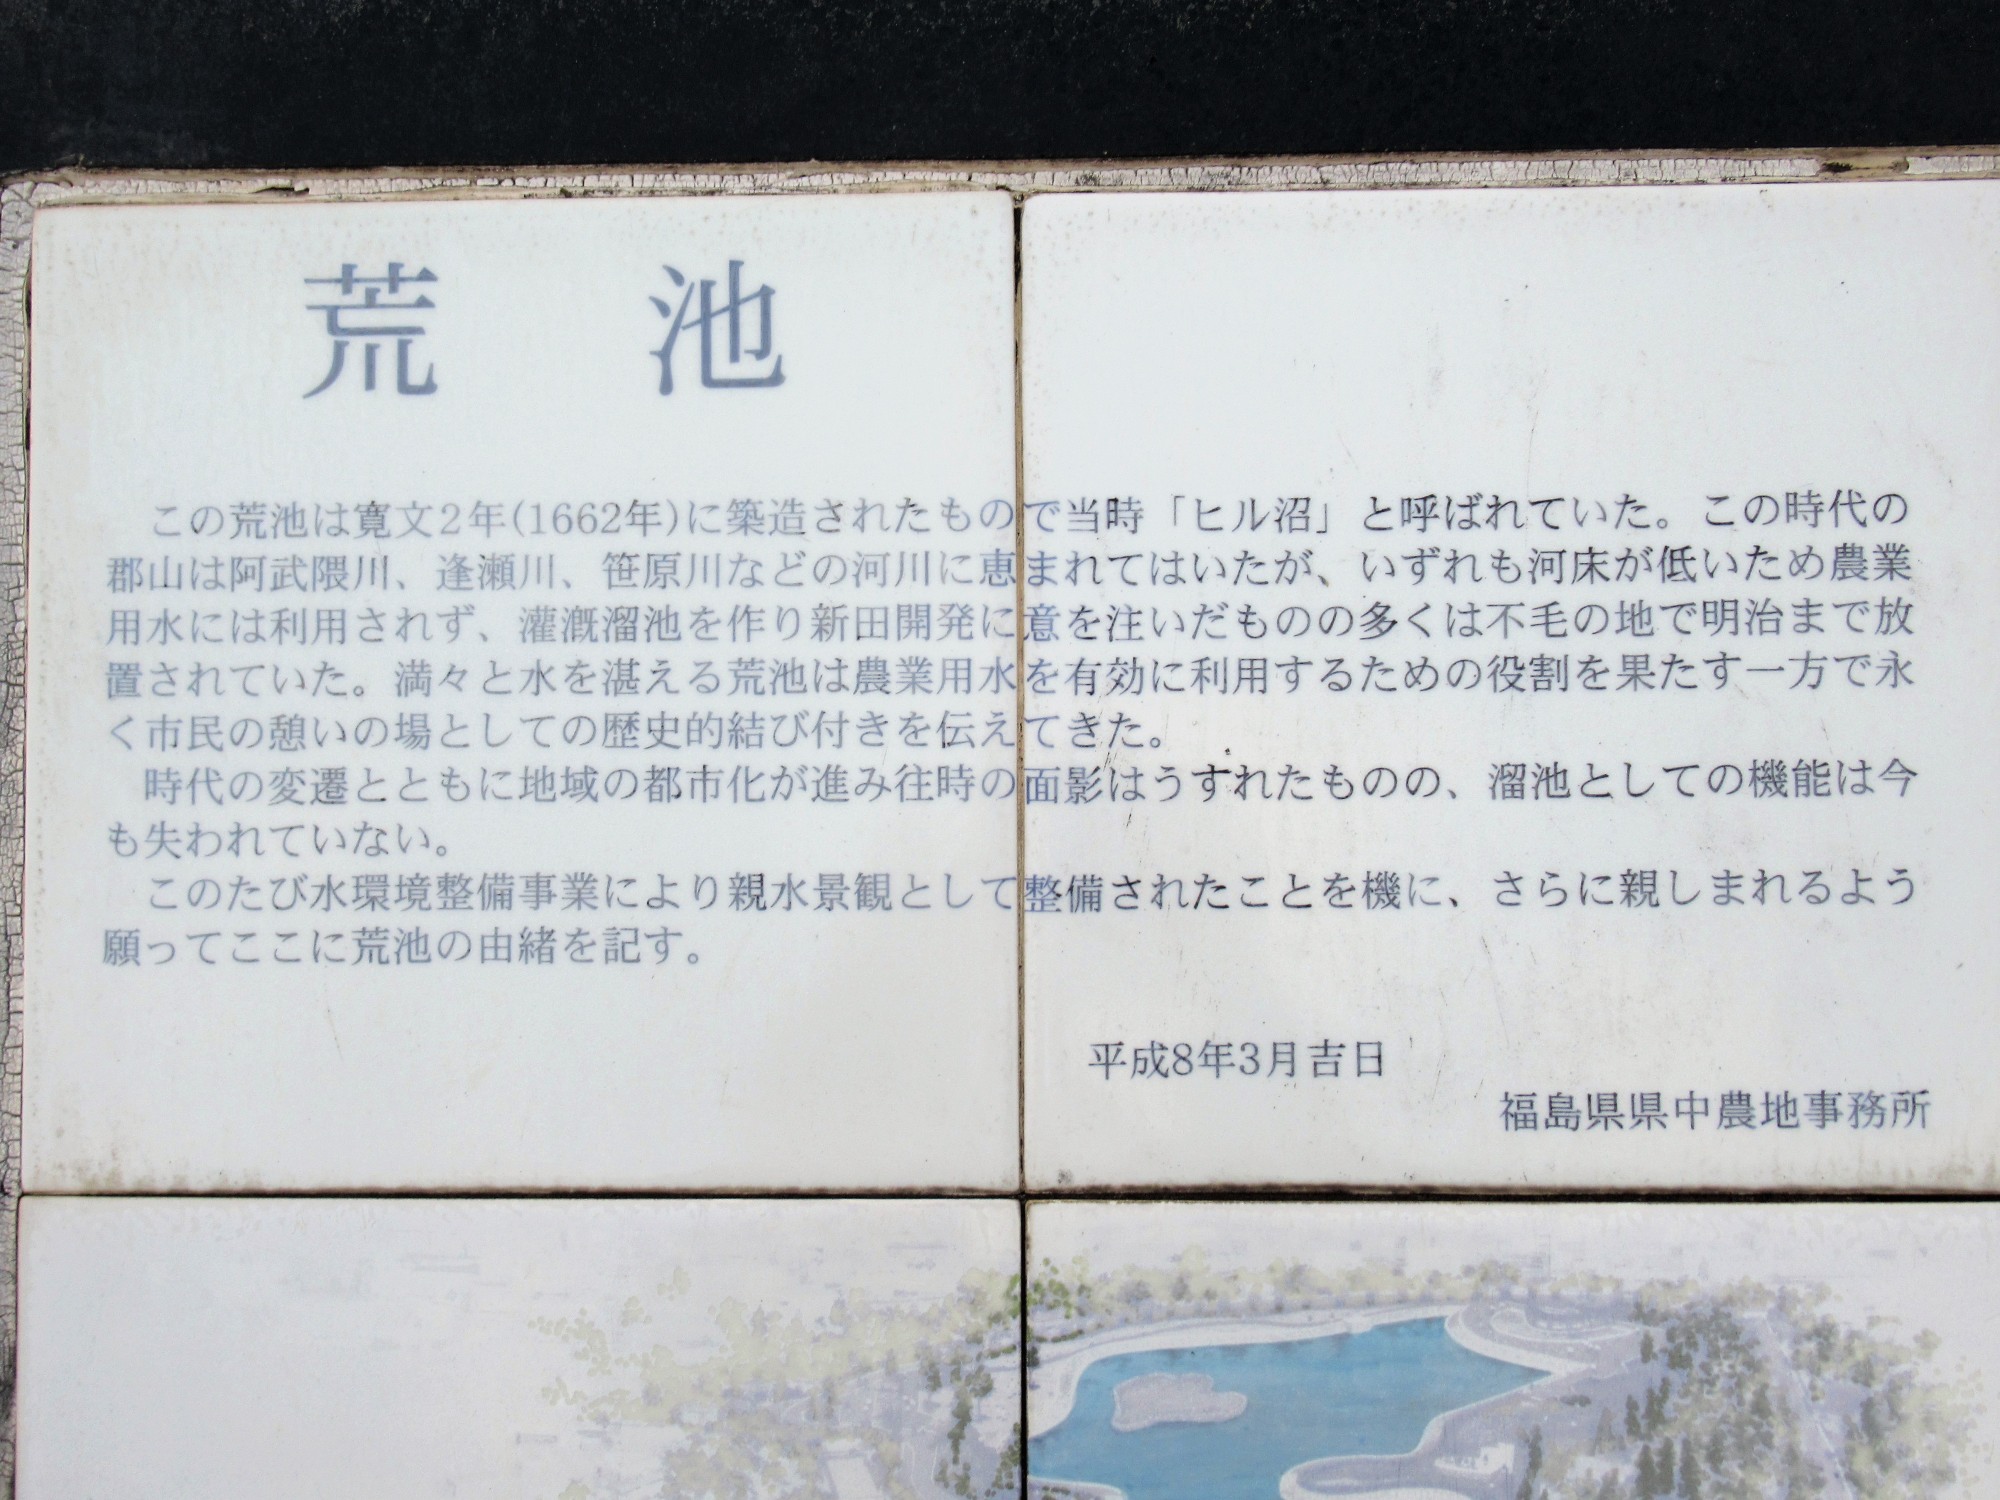 荒池
この荒池は寛文2年(1662年)に築造されたもので当時「ヒル沼」と呼ばれていた。この時代の
郡山は阿武隈川、逢瀬川、笹原川などの河川に恵まれてはいたが、いずれも河床が低いため農業
用水には利用されず、灌漑溜池を作り新田開発に意を注いだものの多くは不毛の地で明治まで放
置されていた。満々と水を湛える荒池は農業用水を有効に利用するための役割を果たす一方で永
く市民の憩いの場としての歴史的結び付きを伝えてきた。
時代の変遷とともに地域の都市化が進み往時の面影はうすれたものの、溜池としての機能は今
も失われていない。
このたび水環境整備事業により親水景観として整備されたことを機に、さらに親しまれるよう
願ってここに荒池の由緒を記す。
平成8年3月吉日
福島県県中農地事務所